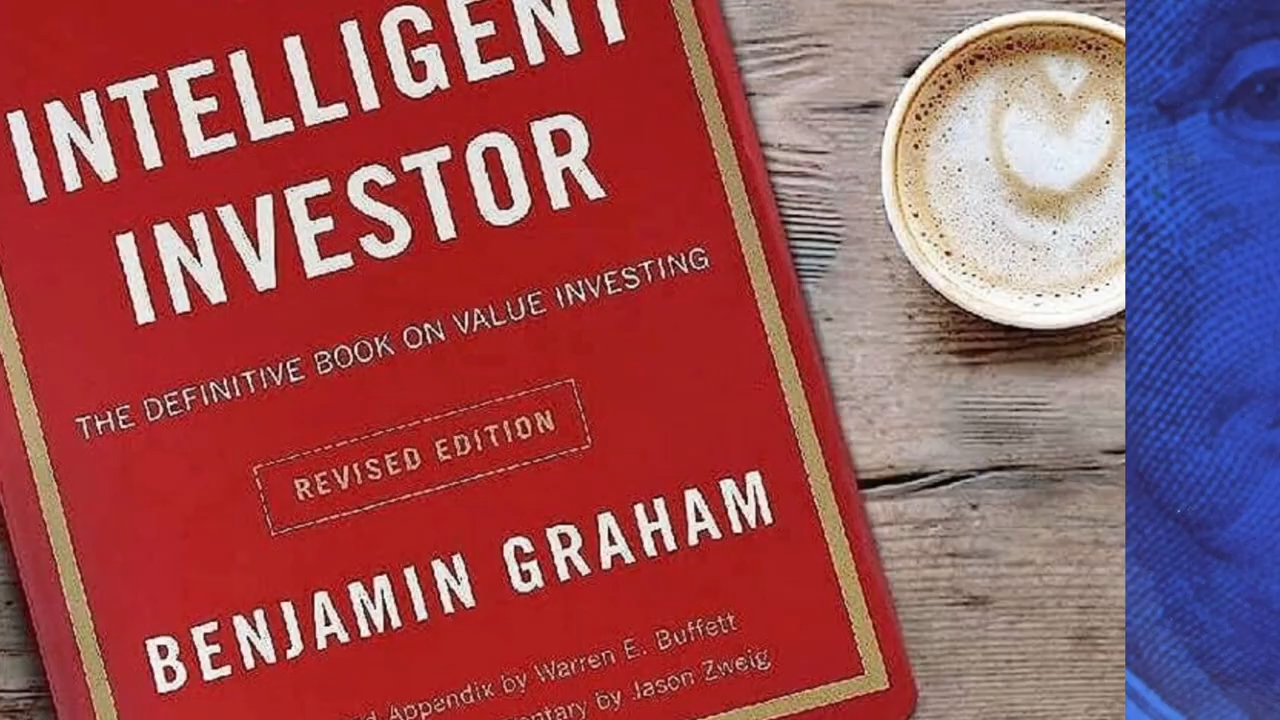 INTELLIGENT
INVESTOR
THE DEFINITIVE BOOK ON VALUE INVESTING
REVISED EDITION
BENJAMIN GRAHAM
Appendix by Warren E. Buffett
by Jason Zweig